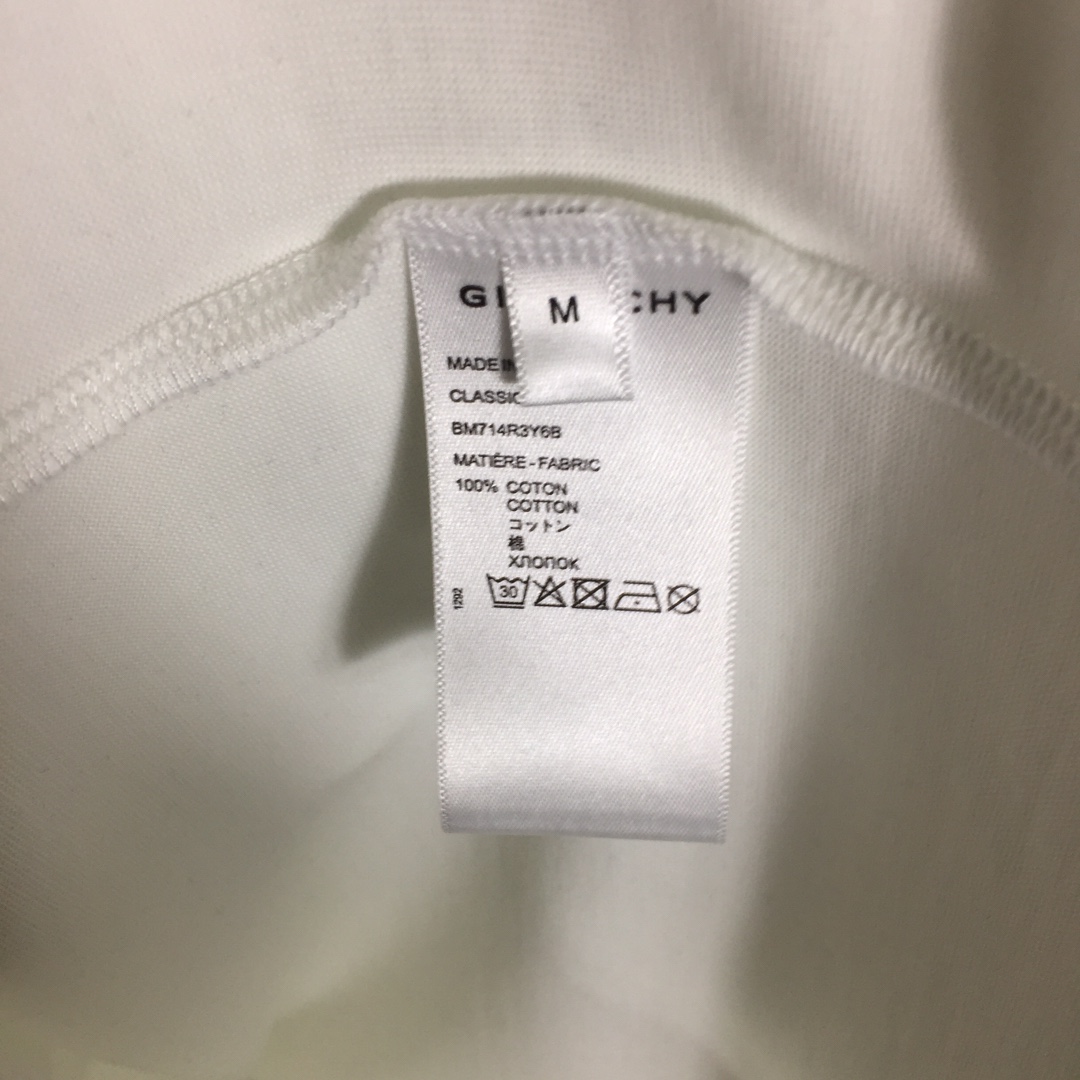 GI CHY
M
MADE IN
CLASSIC
BM714R3Y6B
MATIÈRE - FABRIC
100% COTON
COTTON
コットン
棉
ХЛОПОК
1292
30